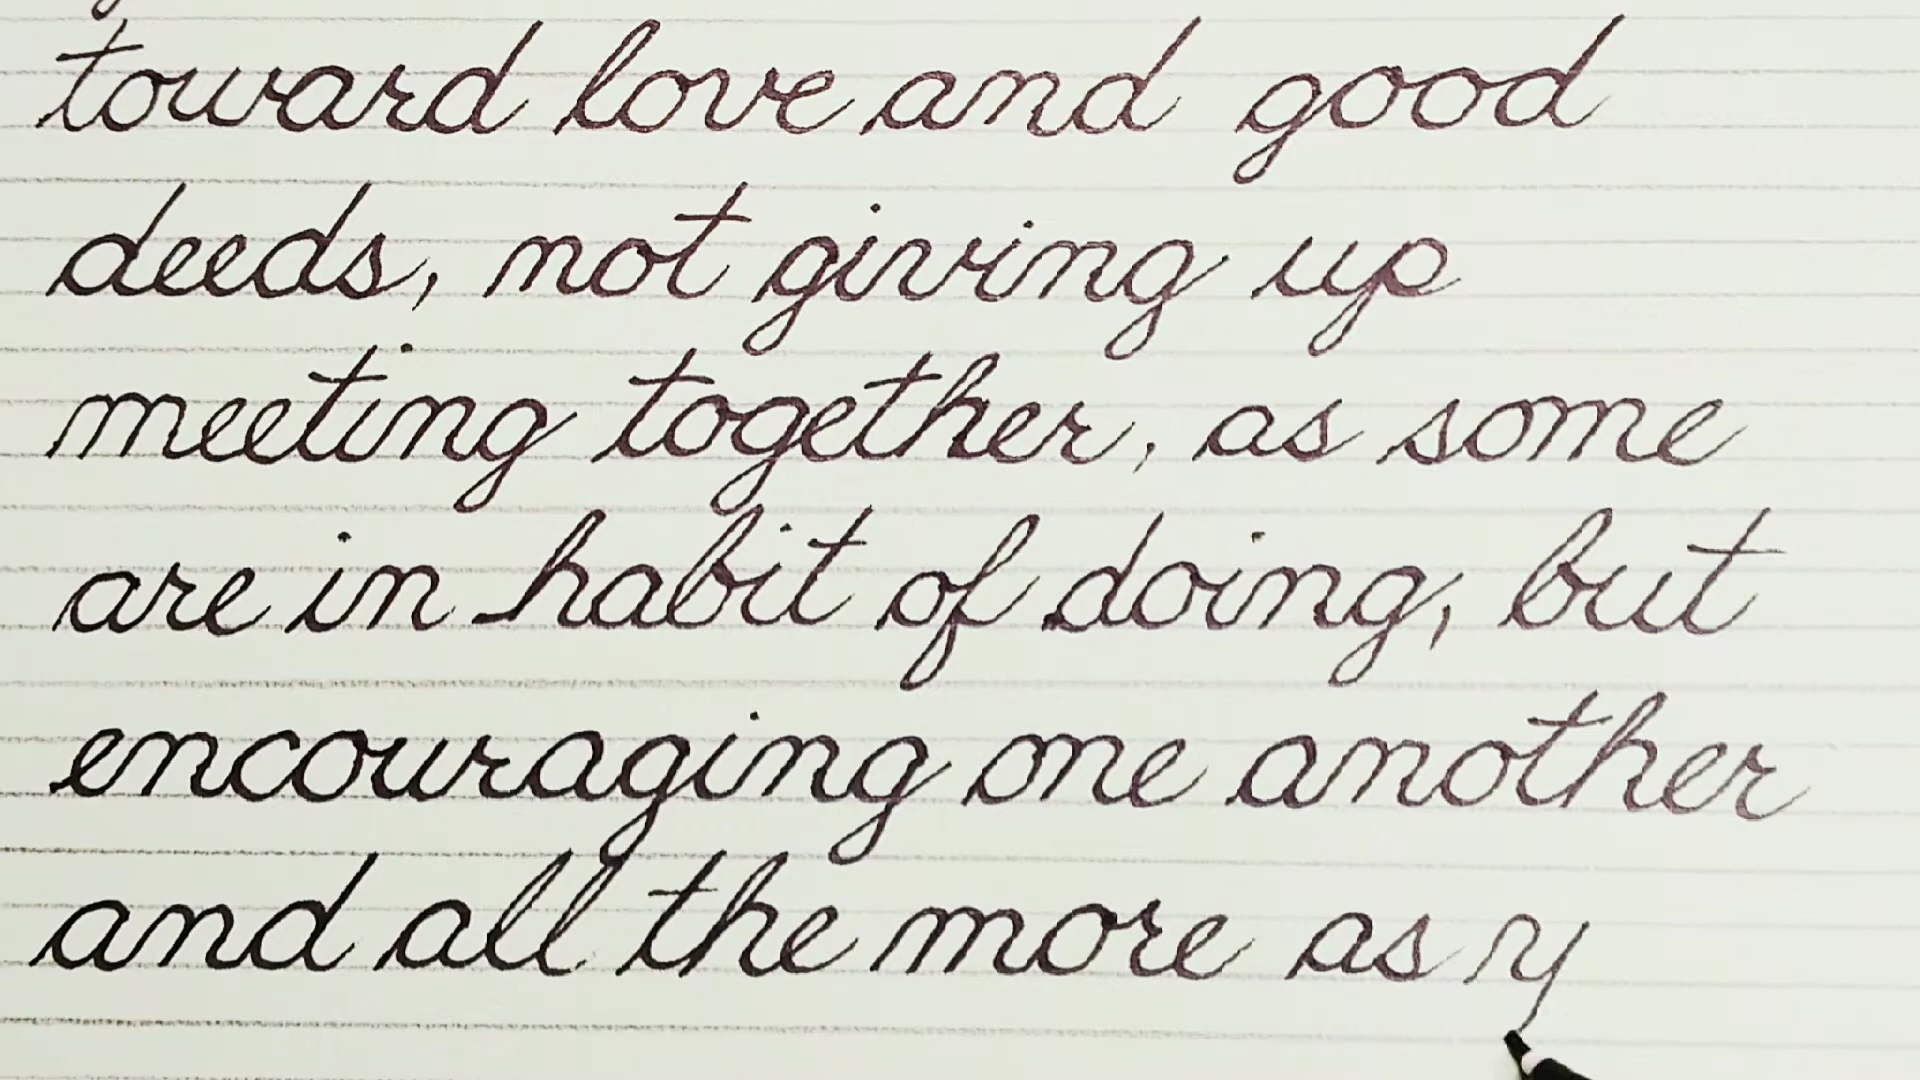 toward love and good
deeds, not giving up
meeting together, as some
are in habit of doing, but
encouraging one another
and all the more as y